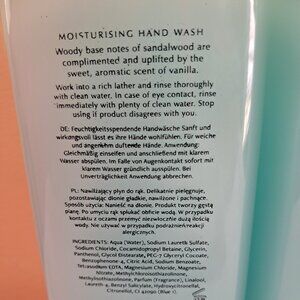 MOISTURISING HAND WASH
Woody base notes of sandalwood are
complimented and uplifted by the
sweet, aromatic scent of vanilla.
Work into a rich lather and rinse thoroughly
with clean water. In case of eye contact, rinse
immediately with plenty of clean water. Stop
using if product disagrees with you.
DE: Feuchtigkeitsspendende Handwäsche Sanft und
wirkungsvoll lässt es ihre Hände wohlfühlen. Für weiche
und angenehm duftende Hände. Anwendung:
Gleichmäßig einseifen und anschließend mit klarem
Wasser abspülen. Im Falle von Augenkontakt sofort mit
klarem Wasser gründlich ausspülen. Bei
Unverträglichkeit Anwendung abbrechen.
PL: Nawilżający płyn do rąk. Delikatnie pielęgnuje,
pozostawiając dłonie gładkie, nawilżone i pachnące.
Sposób użycia: Nanieść na dłonie. Produkt tworzy gęstą
pianę. Po umyciu rąk spłukać obficie wodą. W przypadku
kontaktu z oczami przemyć niezwłocznie dużą ilością
wody. Nie używać w przypadku reakcji
alergicznych.
INGREDIENTS: Aqua (Water), Sodium Laureth Sulfate,
Sodium Chloride, Cocamidopropyl Betaine, Glycerin,
Panthenol, Glycol Distearate, PEG-7 Glyceryl Cocoate,
Benzophenone-4, Citric Acid, Sodium Benzoate,
Tetrasodium EDTA, Magnesium Chloride, Magnesium
Nitrate, Methylchloroisothiazolinone,
Methylisothiazolinone, Parfum (Fragrance), Linalool,
Laureth-2, Benzyl Salicylate, Hydroxycitronellal,
Citronellol, CI 42090 (Blue 1).